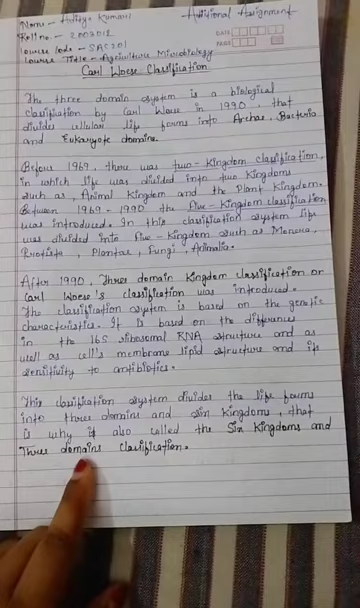 Name:- Aditya Kumari
Additional Assignment
Roll no:- 2003012
DATE
Course Code - SAC201
PAGE
Course Title - Agriculture Microbiology
Carl Woese Classification
The three domain system is a biological
classification by Carl Woese in 1990, that
divides cellular life forms into Archae, Bacteria
and Eukaryote domains.
Before 1969, there was two-Kingdom classification,
in which life was divided into two Kingdoms
such as, Animal Kingdom and the Plant Kingdom.
Between 1969-1990 the five-Kingdom classification
was introduced. In this classification system life
was divided into five-Kingdom such as Monera,
Protista, Plantae, Fungi, Animalia.
After 1990, Three domain Kingdom classification or
Carl Woese's classification was introduced.
The classification system is based on the genetic
characteristics. It is based on the differences
in the 16S ribosomal RNA structure and as
well as cell's membrane lipid structure and its
sensitivity to antibiotics.
This classification system divides the life forms
into three domains and six Kingdoms, that
is why it also called the Six Kingdoms and
Three domains Classification.